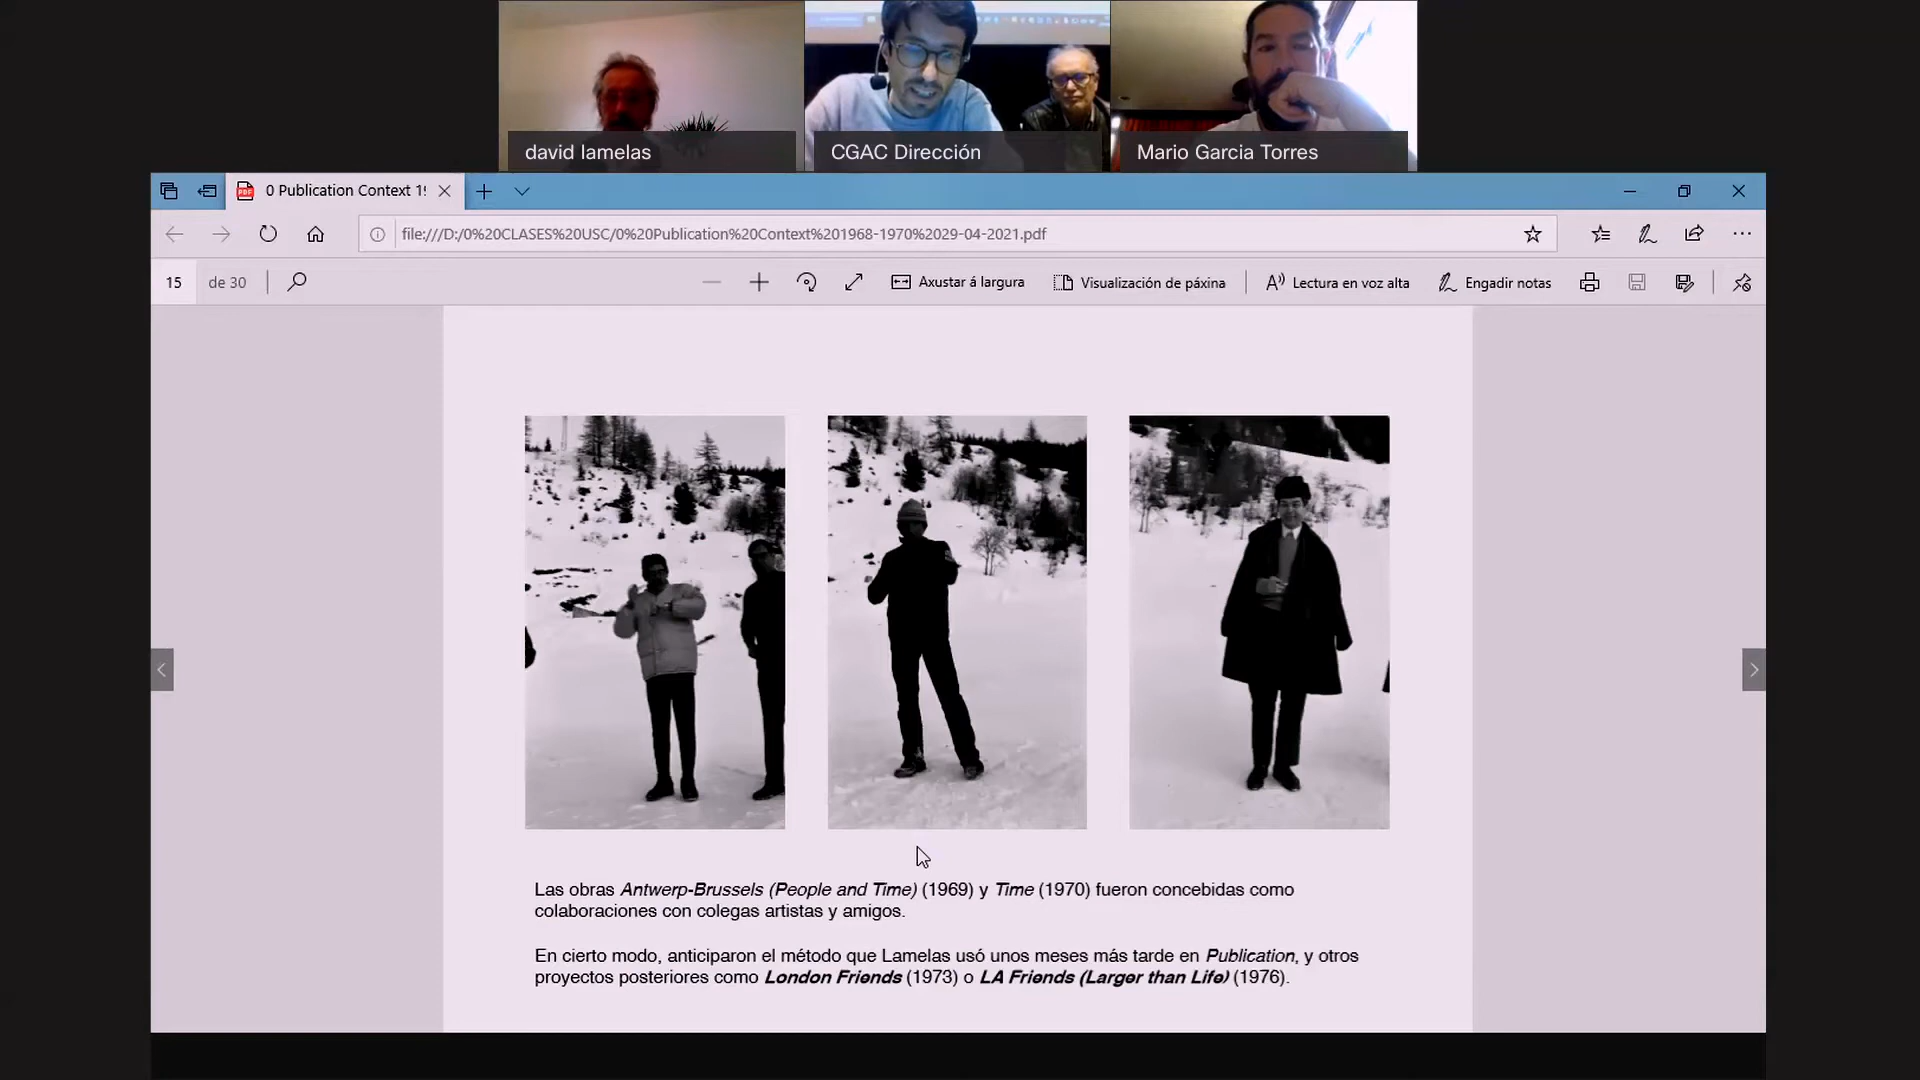 david lamelas
CGAC Dirección
Mario Garcia Torres
0 Publication Context 19
file:///D:/0%20CLASES%20USC/0%20Publication%20Context%201968-1970%2029-04-2021.pdf
15 de 30
Axustar á largura
Visualización de páxina
Lectura en voz alta
Engadir notas
Las obras Antwerp-Brussels (People and Time) (1969) y Time (1970) fueron concebidas como
colaboraciones con colegas artistas y amigos.
En cierto modo, anticiparon el método que Lamelas usó unos meses más tarde en Publication, y otros
proyectos posteriores como London Friends (1973) o LA Friends (Larger than Life) (1976).